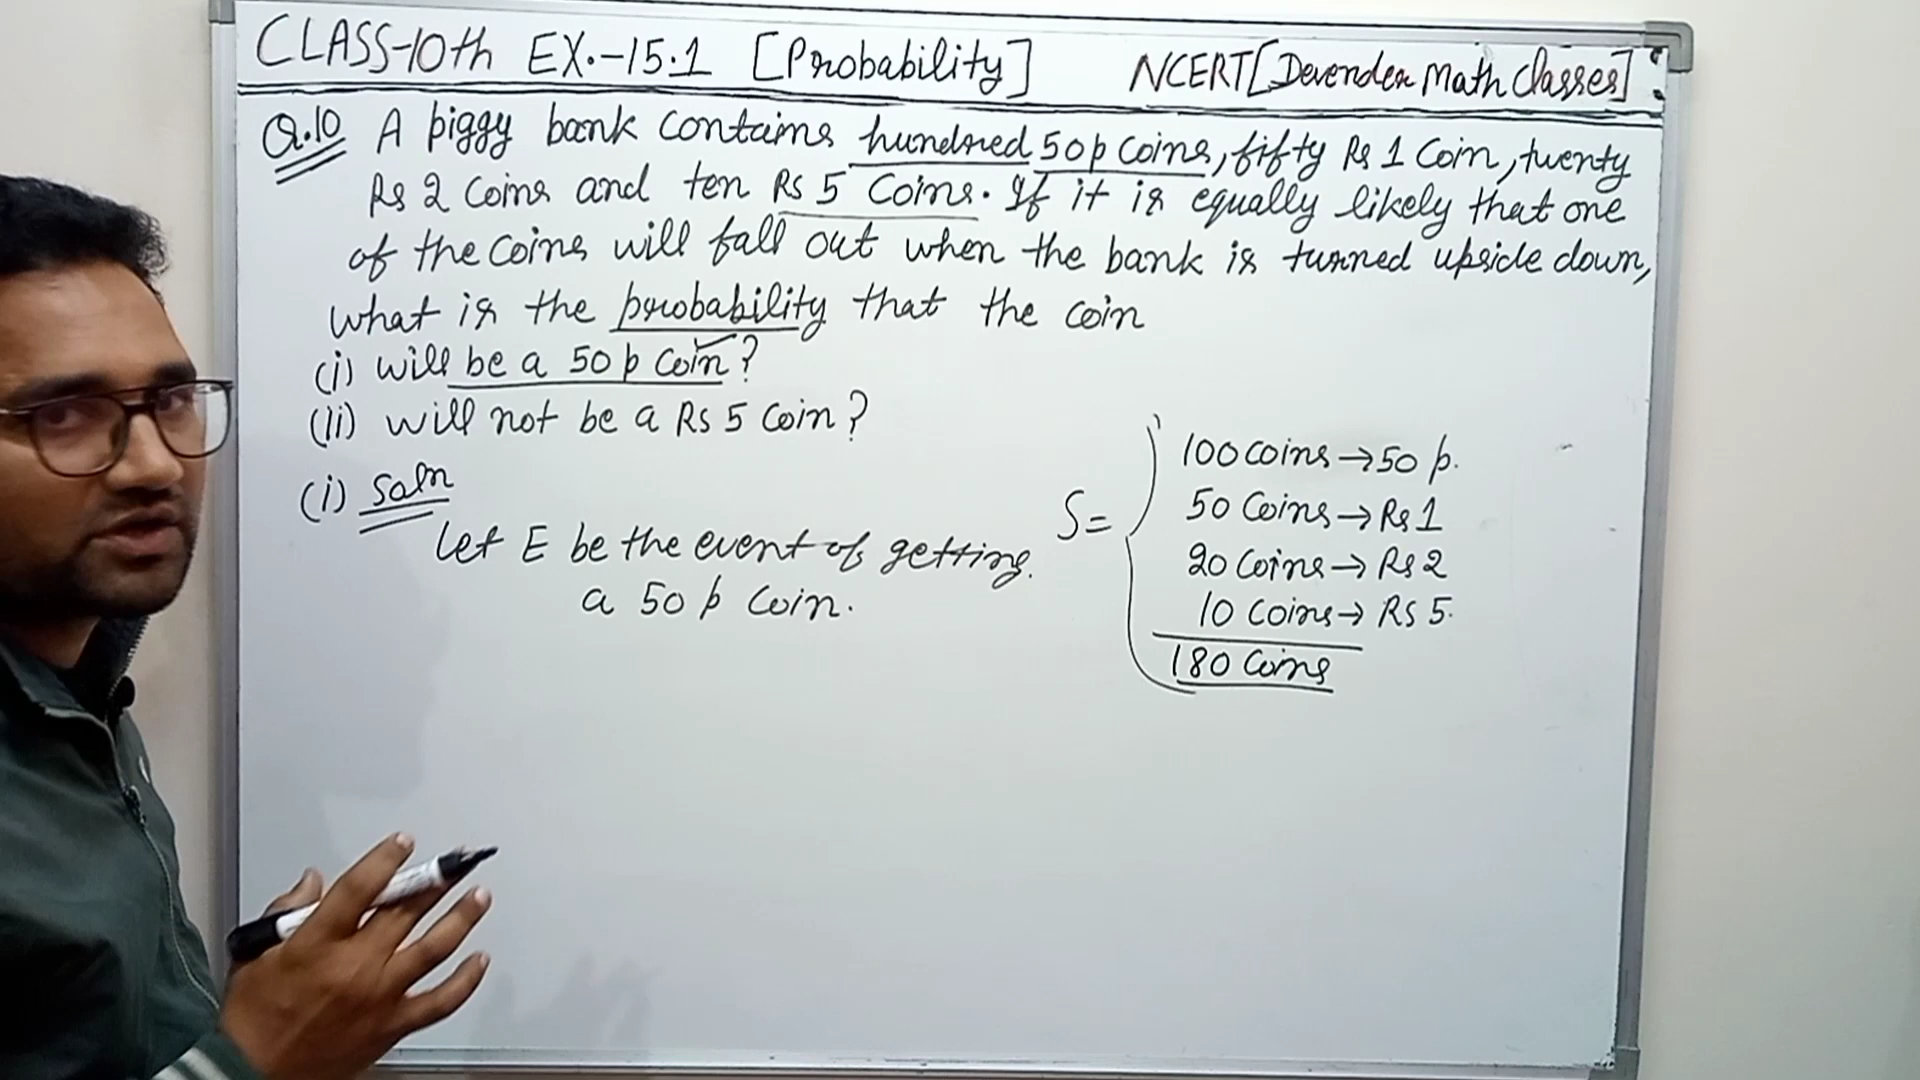 CLASS-10th EX.-15.1 [Probability] NCERT[Devender Math Classes]
Q.10 A piggy bank contains hundred 50p coins, fifty Rs 1 Coin, twenty
Rs 2 Coins and ten Rs 5 Coins. If it is equally likely that one
of the coins will fall out when the bank is turned upside down,
what is the probability that the coin
(i) will be a 50 p Coin?
(ii) will not be a Rs 5 Coin?
(i) Soln
Let E be the event of getting.
a 50 p Coin.
S=
100 coins → 50 p.
50 Coins → Rs 1
20 Coins → Rs 2
10 Coins → RS 5.
180 Coins